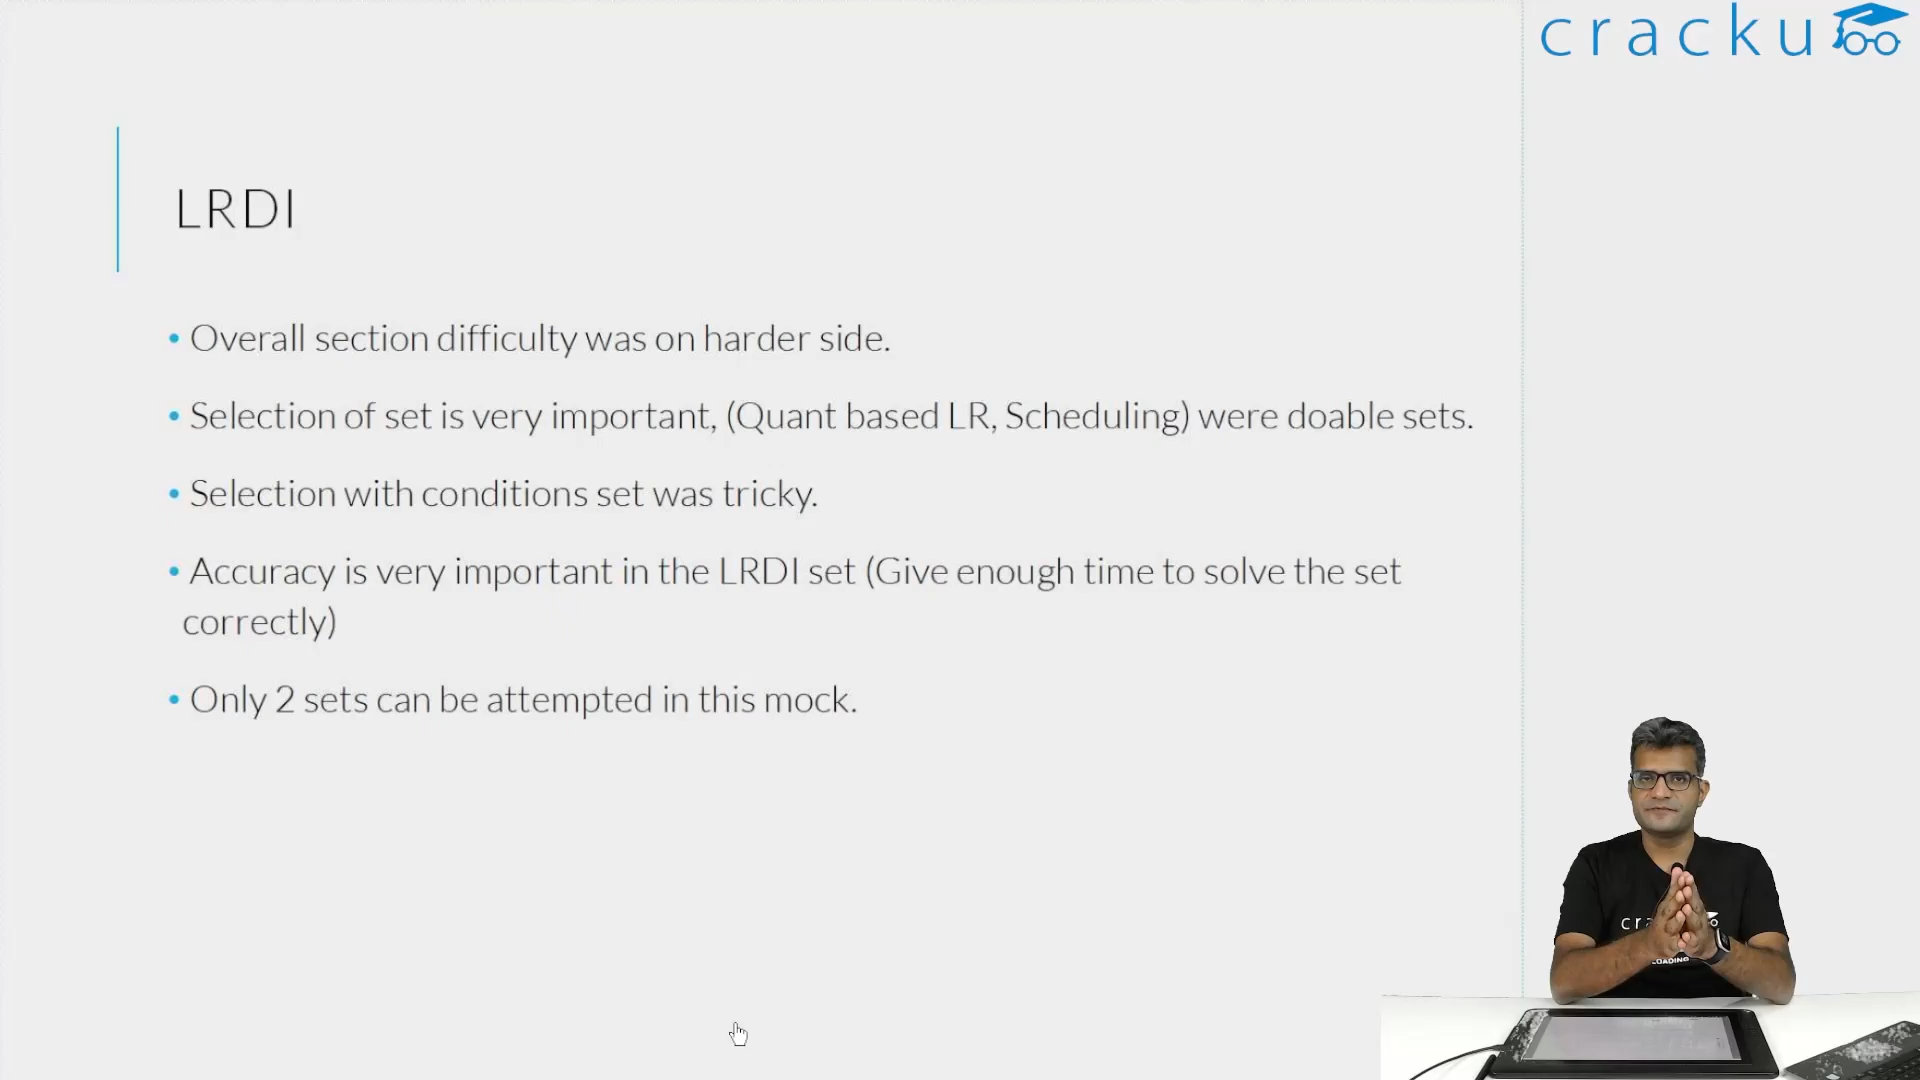 cracku
LRDI
• Overall section difficulty was on harder side.
• Selection of set is very important, (Quant based LR, Scheduling) were doable sets.
• Selection with conditions set was tricky.
• Accuracy is very important in the LRDI set (Give enough time to solve the set
correctly)
• Only 2 sets can be attempted in this mock.
LOADING